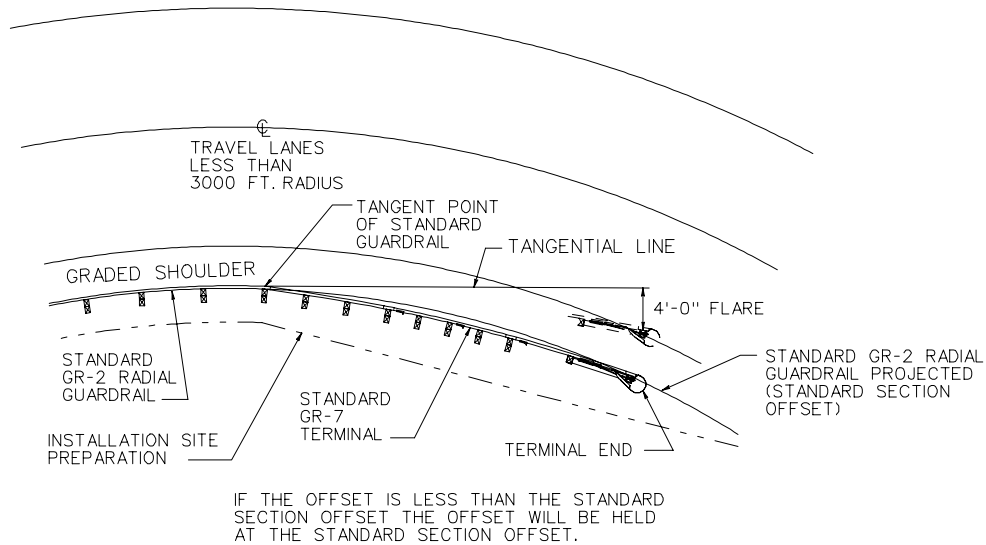 ℄
TRAVEL LANES
LESS THAN
3000 FT. RADIUS
TANGENT POINT
OF STANDARD
GUARDRAIL
TANGENTIAL LINE
GRADED SHOULDER
4'-0" FLARE
STANDARD
GR-2 RADIAL
GUARDRAIL
STANDARD GR-2 RADIAL
GUARDRAIL PROJECTED
(STANDARD SECTION
OFFSET)
STANDARD
GR-7
TERMINAL
INSTALLATION SITE
PREPARATION
TERMINAL END
IF THE OFFSET IS LESS THAN THE STANDARD
SECTION OFFSET THE OFFSET WILL BE HELD
AT THE STANDARD SECTION OFFSET.